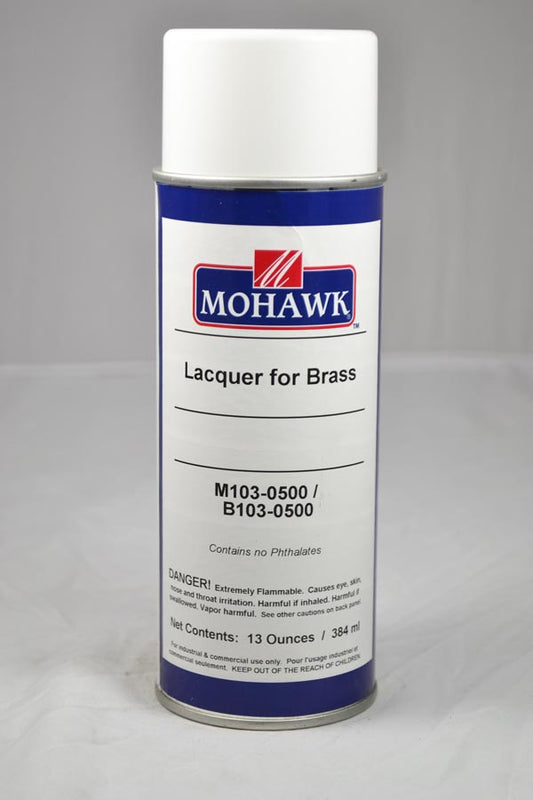 M
MOHAWK
™
Lacquer for Brass
M103-0500 /
B103-0500
Contains no Phthalates
DANGER! Extremely Flammable. Causes eye, skin,
nose and throat irritation. Harmful if inhaled. Harmful if
swallowed. Vapor harmful. See other cautions on back panel.
Net Contents: 13 Ounces / 384 ml
For industrial & commercial use only. Pour l'usage industriel et
commercial seulement. KEEP OUT OF THE REACH OF CHILDREN.